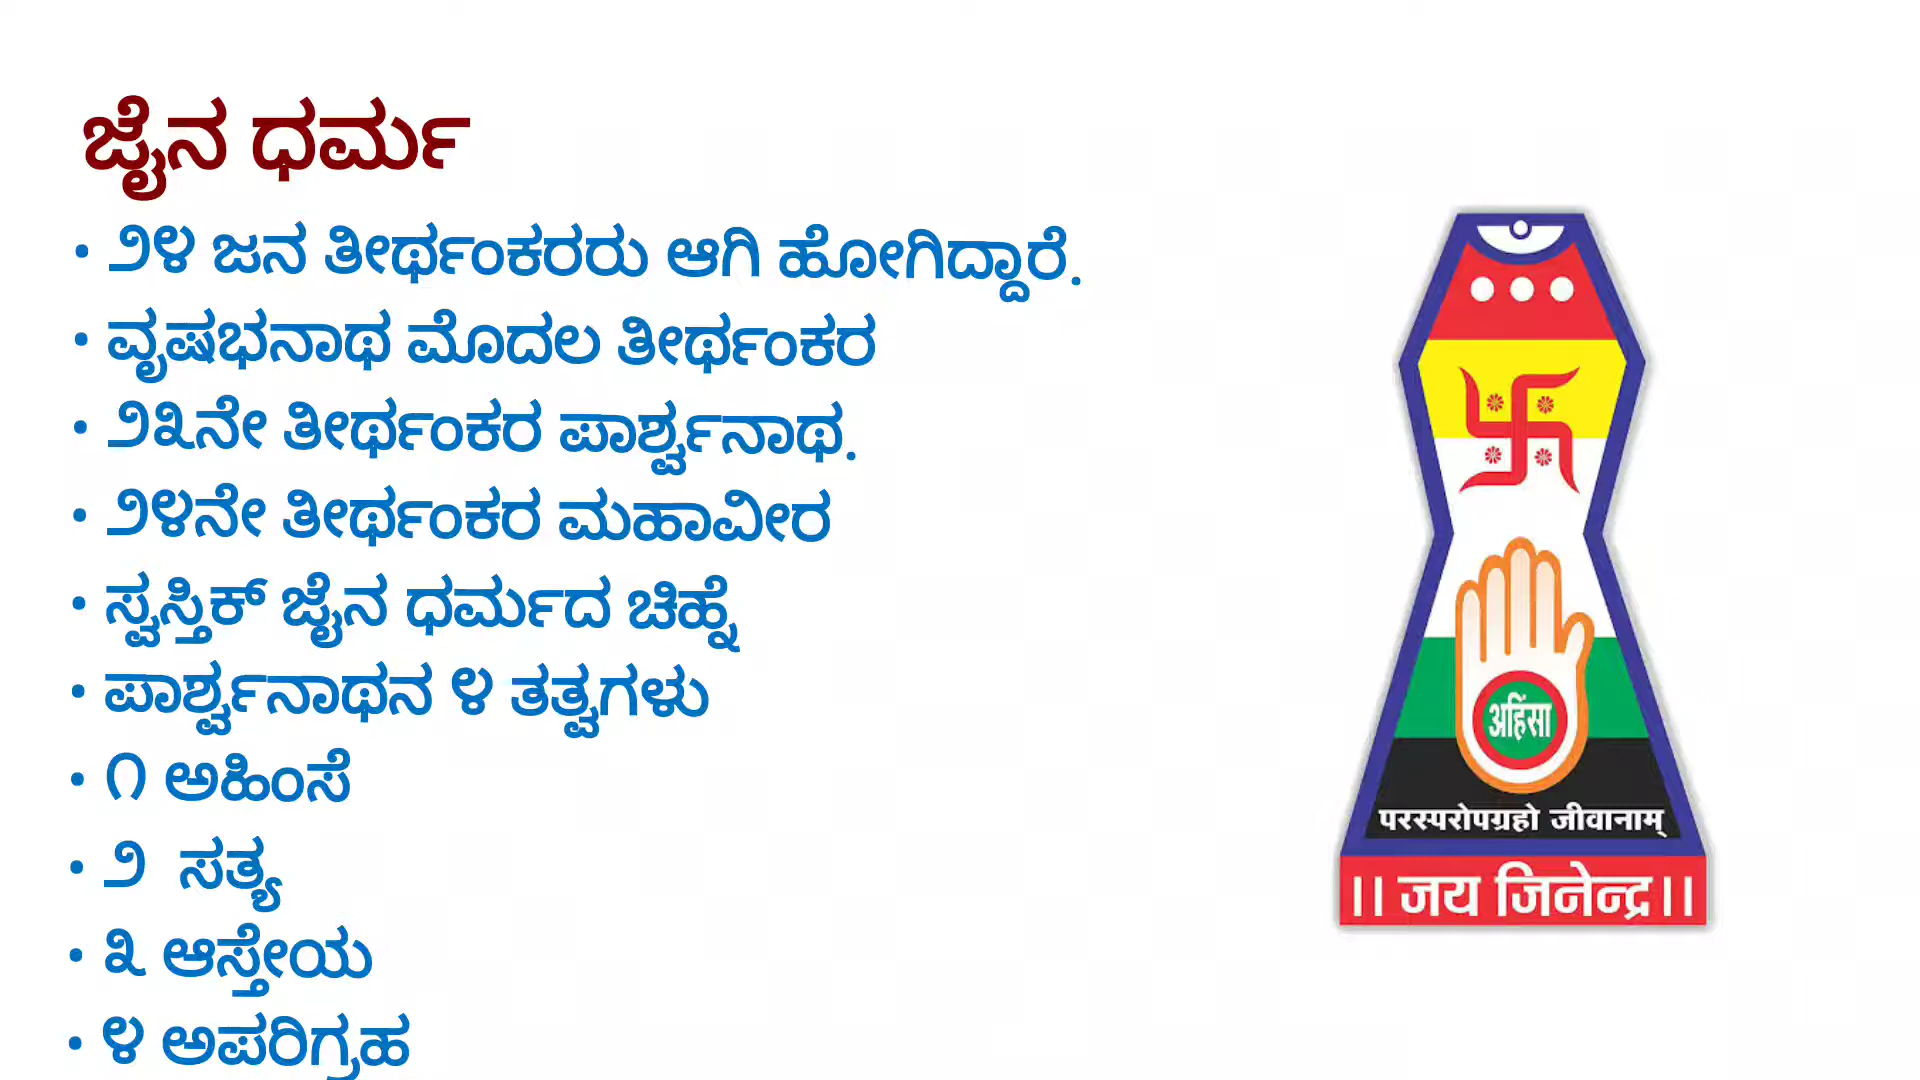 ಜೈನ ಧರ್ಮ
• ೨೪ ಜನ ತೀರ್ಥಂಕರರು ಆಗಿ ಹೋಗಿದ್ದಾರೆ.
• ವೃಷಭನಾಥ ಮೊದಲ ತೀರ್ಥಂಕರ
• ೨೩ನೇ ತೀರ್ಥಂಕರ ಪಾರ್ಶ್ವನಾಥ.
• ೨೪ನೇ ತೀರ್ಥಂಕರ ಮಹಾವೀರ
• ಸ್ವಸ್ತಿಕ್ ಜೈನ ಧರ್ಮದ ಚಿಹ್ನೆ
• ಪಾರ್ಶ್ವನಾಥನ ೪ ತತ್ವಗಳು
• ೧ ಅಹಿಂಸೆ
• ೨ ಸತ್ಯ
• ೩ ಆಸ್ತೇಯ
• ೪ ಅಪರಿಗ್ರಹ
अहिंसा
परस्परोपग्रहो जीवानाम्
।। जय जिनेन्द्र ।।